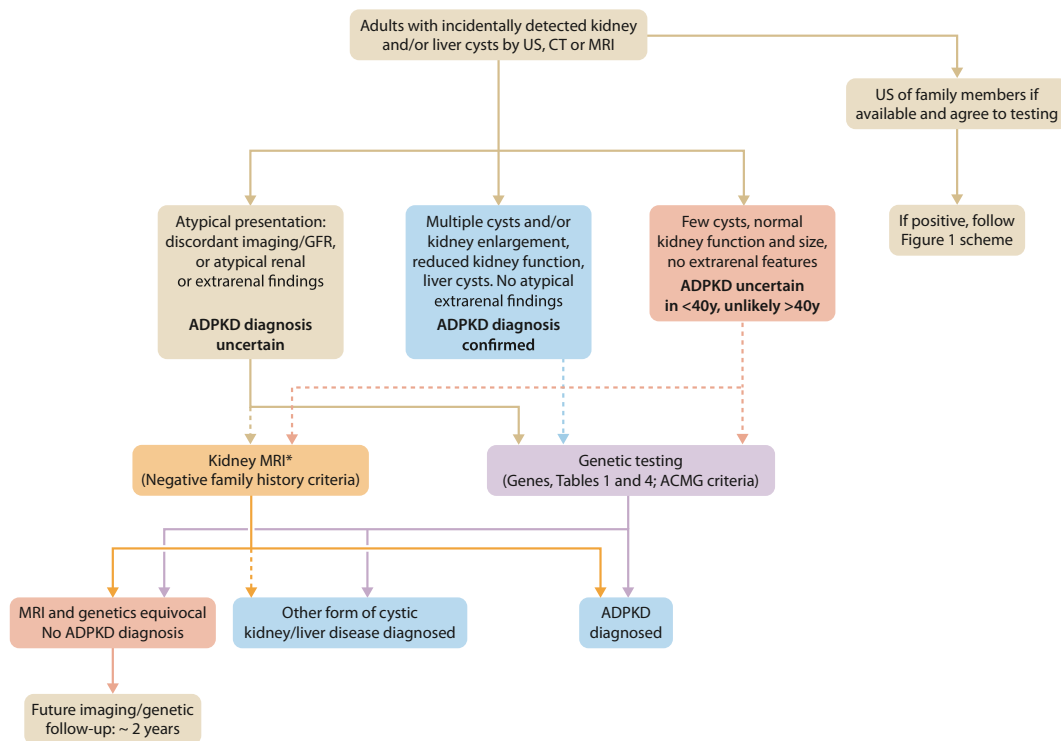 Adults with incidentally detected kidney
and/or liver cysts by US, CT or MRI
US of family members if
available and agree to testing
Atypical presentation:
discordant imaging/GFR,
or atypical renal
or extrarenal findings
ADPKD diagnosis
uncertain
Multiple cysts and/or
kidney enlargement,
reduced kidney function,
liver costs. No atypical
extrarenal findings
ADPKD diagnosis
confirmed
Few cysts, normal
kidney function and size,
no extrarenal features
ADPKD uncertain
in <40y, unlikely >40y
If positive, follow
Figure 1 scheme
Kidney MRI*
(Negative family history criteria)
Genetic testing
(Genes, Tables 1 and 4; ACMG criteria)
MRI and genetics equivocal
No ADPKD diagnosis
Other form of cystic
kidney/liver disease diagnosed
ADPKD
diagnosed
Future imaging/genetic
follow-up: ~ 2 years